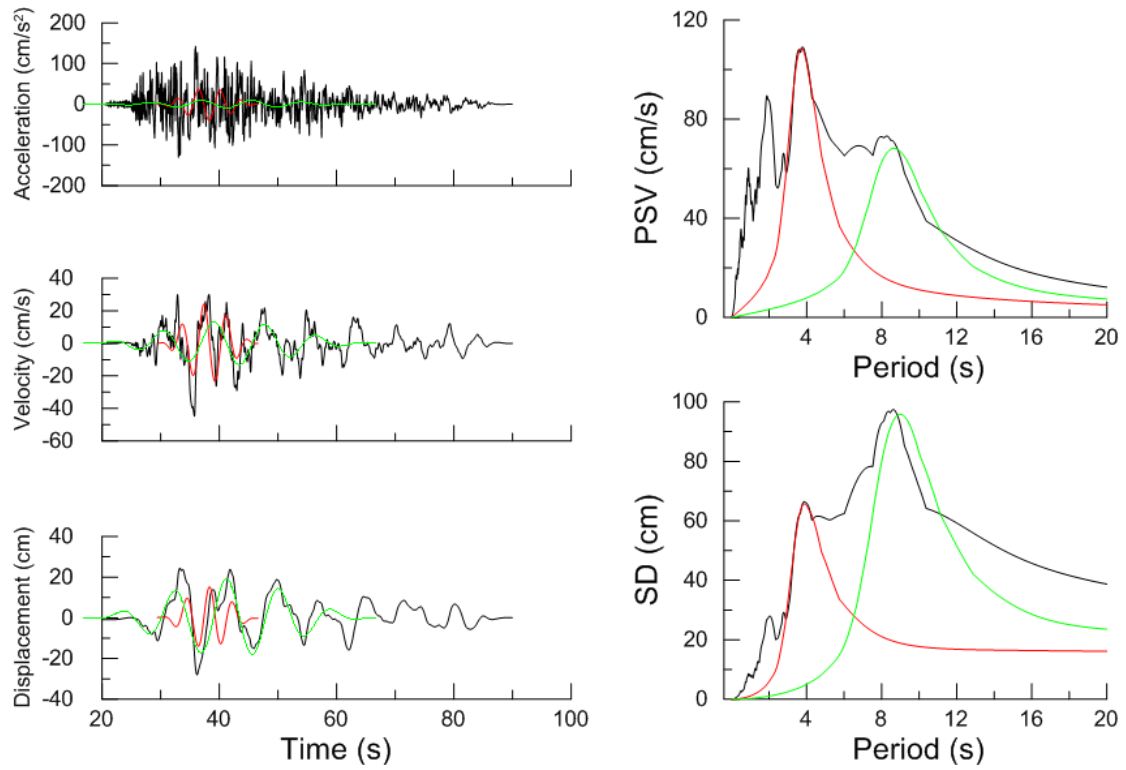 Acceleration (cm/s²)
200
100
0
-100
-200
Velocity (cm/s)
40
20
0
-20
-40
-60
Displacement (cm)
40
20
0
-20
-40
20 40 60 80 100
Time (s)
PSV (cm/s)
120
80
40
0
4 8 12 16 20
Period (s)
SD (cm)
100
80
60
40
20
0
4 8 12 16 20
Period (s)